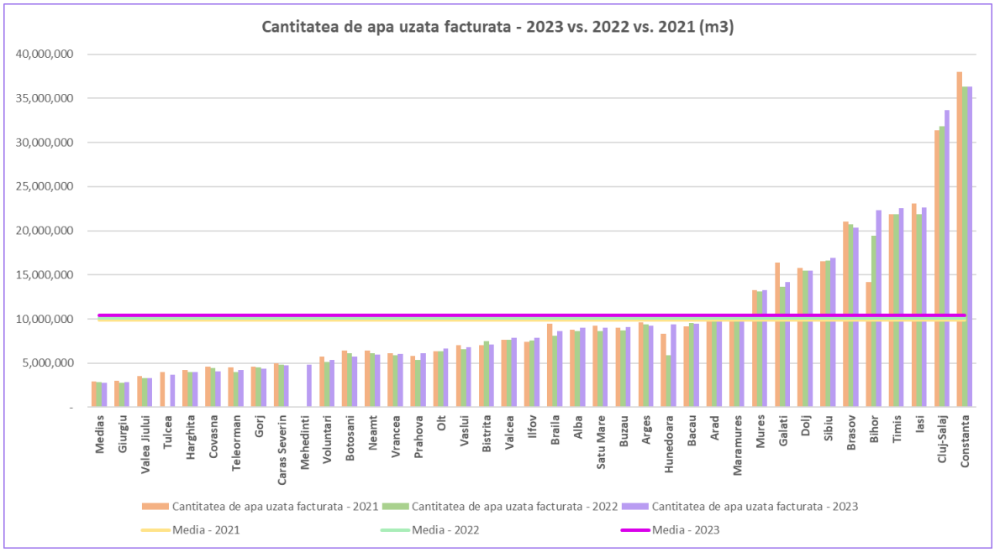 Cantitatea de apa uzata facturata - 2023 vs. 2022 vs. 2021 (m3)
40,000,000
35,000,000
30,000,000
25,000,000
20,000,000
15,000,000
10,000,000
5,000,000
-
Medias
Giurgiu
Valea Jiului
Tulcea
Harghita
Covasna
Teleorman
Gorj
Caras Severin
Mehedinti
Voluntari
Botosani
Neamt
Vrancea
Prahova
Olt
Vaslui
Bistrita
Valcea
Ilfov
Braila
Alba
Satu Mare
Buzau
Arges
Hunedoara
Bacau
Arad
Maramures
Mures
Galati
Dolj
Sibiu
Brasov
Bihor
Timis
Iasi
Cluj-Salaj
Constanta
Cantitatea de apa uzata facturata - 2021
Cantitatea de apa uzata facturata - 2022
Cantitatea de apa uzata facturata - 2023
Media - 2021
Media - 2022
Media - 2023